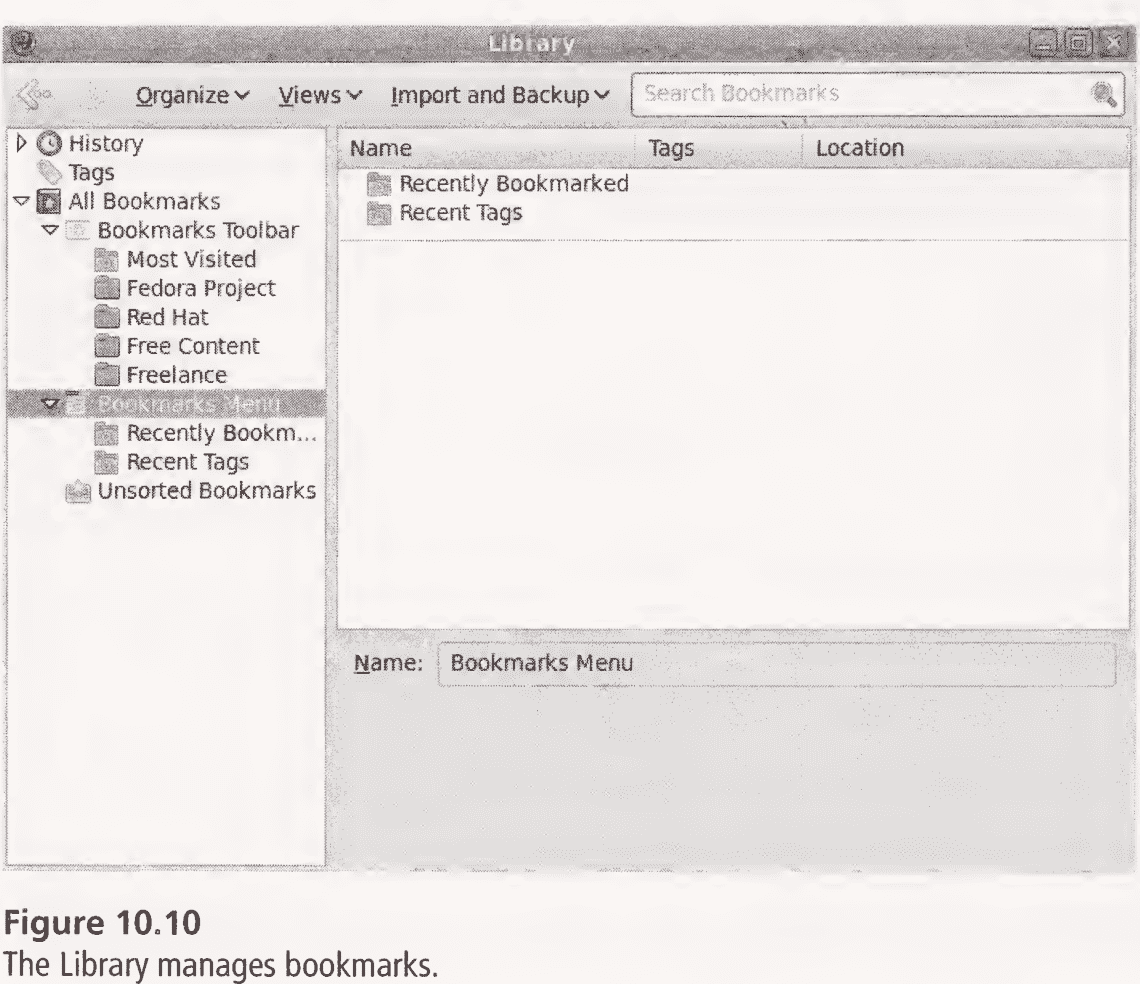 Library
Organize Views Import and Backup Search Bookmarks
History
Tags
All Bookmarks
Bookmarks Toolbar
Most Visited
Fedora Project
Red Hat
Free Content
Freelance
Bookmarks Menu
Recently Bookm...
Recent Tags
Unsorted Bookmarks
Name Tags Location
Recently Bookmarked
Recent Tags
Name: Bookmarks Menu
Figure 10.10
The Library manages bookmarks.